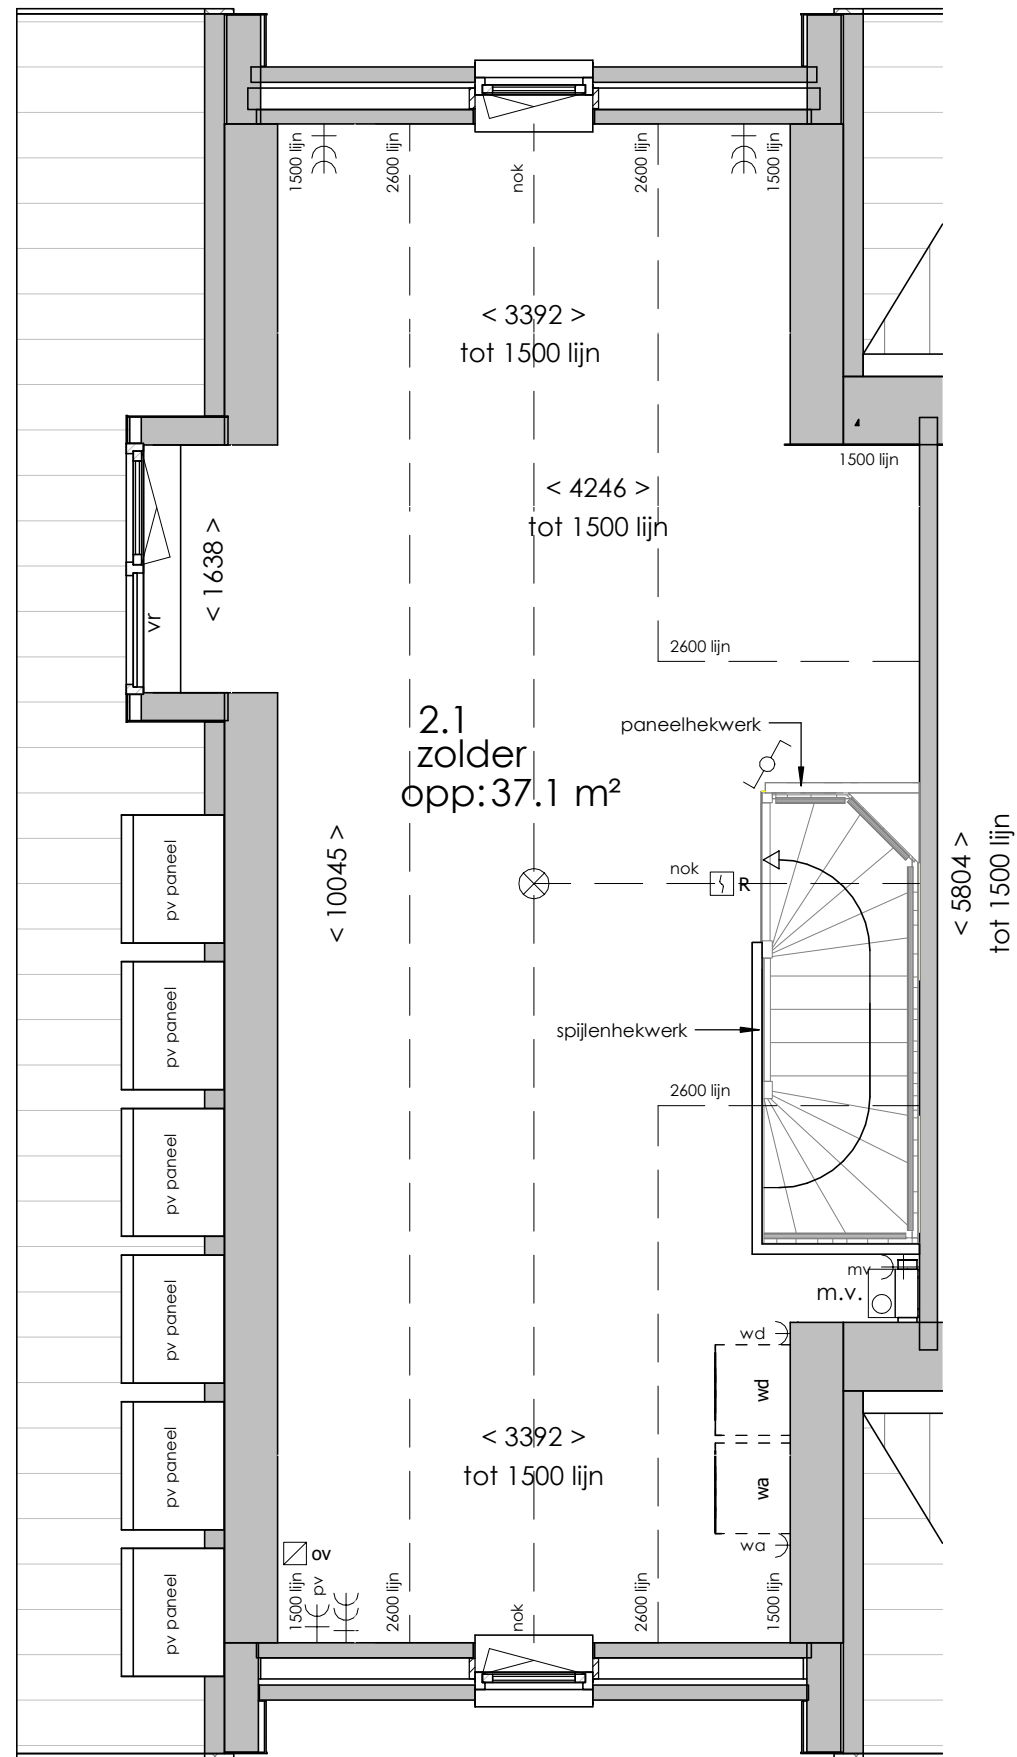 1500 lijn
2600 lijn
nok
2600 lijn
1500 lijn
< 3392 >
tot 1500 lijn
1500 lijn
< 4246 >
tot 1500 lijn
< 1638 >
vr
2600 lijn
2.1
zolder
opp: 37.1 m²
paneelhekwerk
pv paneel
< 10045 >
nok
R
< 5804 >
tot 1500 lijn
pv paneel
spijlenhekwerk
2600 lijn
pv paneel
mv
m.v.
pv paneel
wd
wd
< 3392 >
tot 1500 lijn
pv paneel
wa
wa
ov
pv paneel
1500 lijn
pv
2600 lijn
nok
2600 lijn
1500 lijn